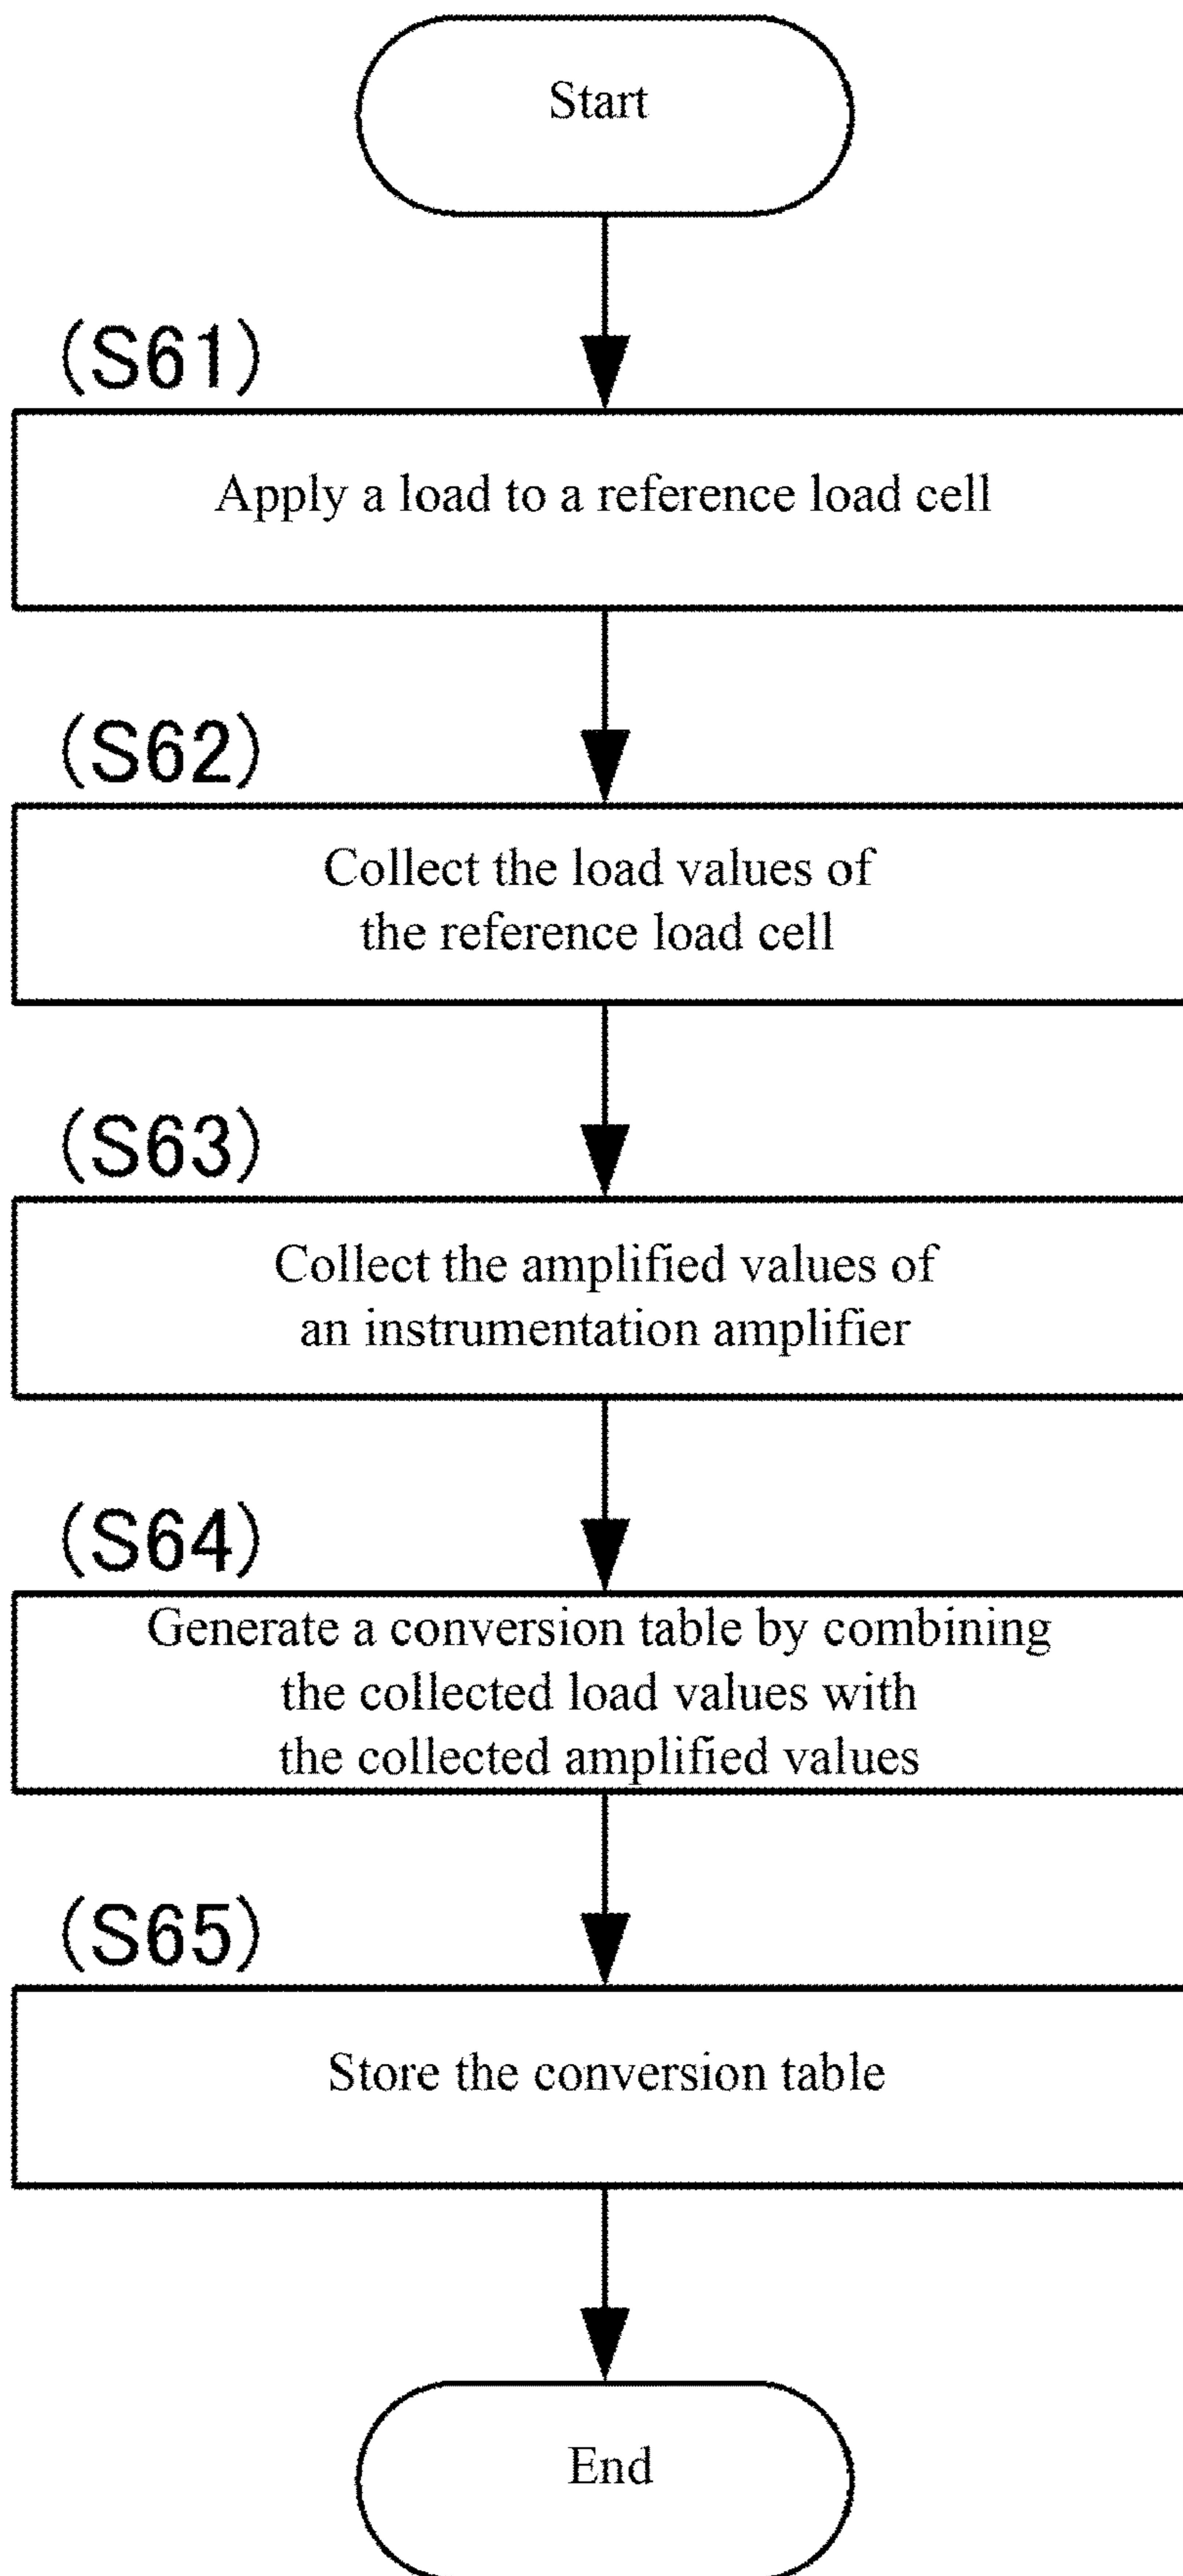 Start
(S61)
Apply a load to a reference load cell
(S62)
Collect the load values of
the reference load cell
(S63)
Collect the amplified values of
an instrumentation amplifier
(S64)
Generate a conversion table by combining
the collected load values with
the collected amplified values
(S65)
Store the conversion table
End